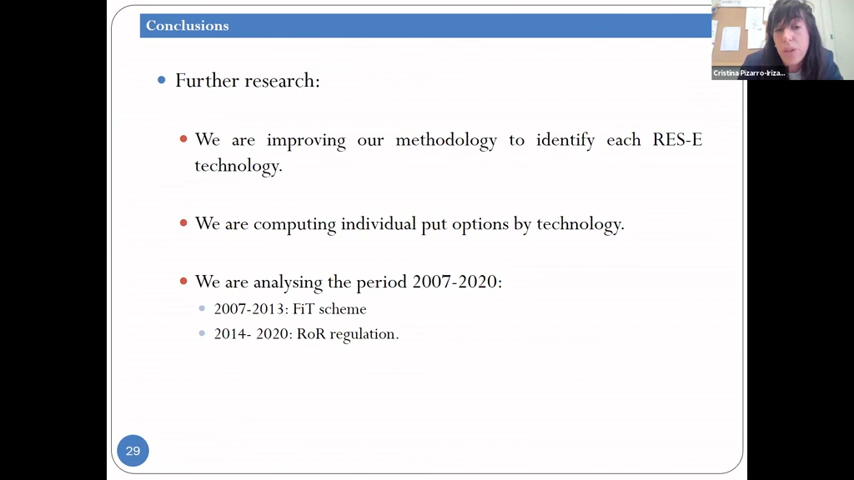 Conclusions
Further research:
We are improving our methodology to identify each RES-E
technology.
We are computing individual put options by technology.
We are analysing the period 2007-2020:
2007-2013: FiT scheme
2014- 2020: RoR regulation.
29
Cristina Pizarro-Iriza...